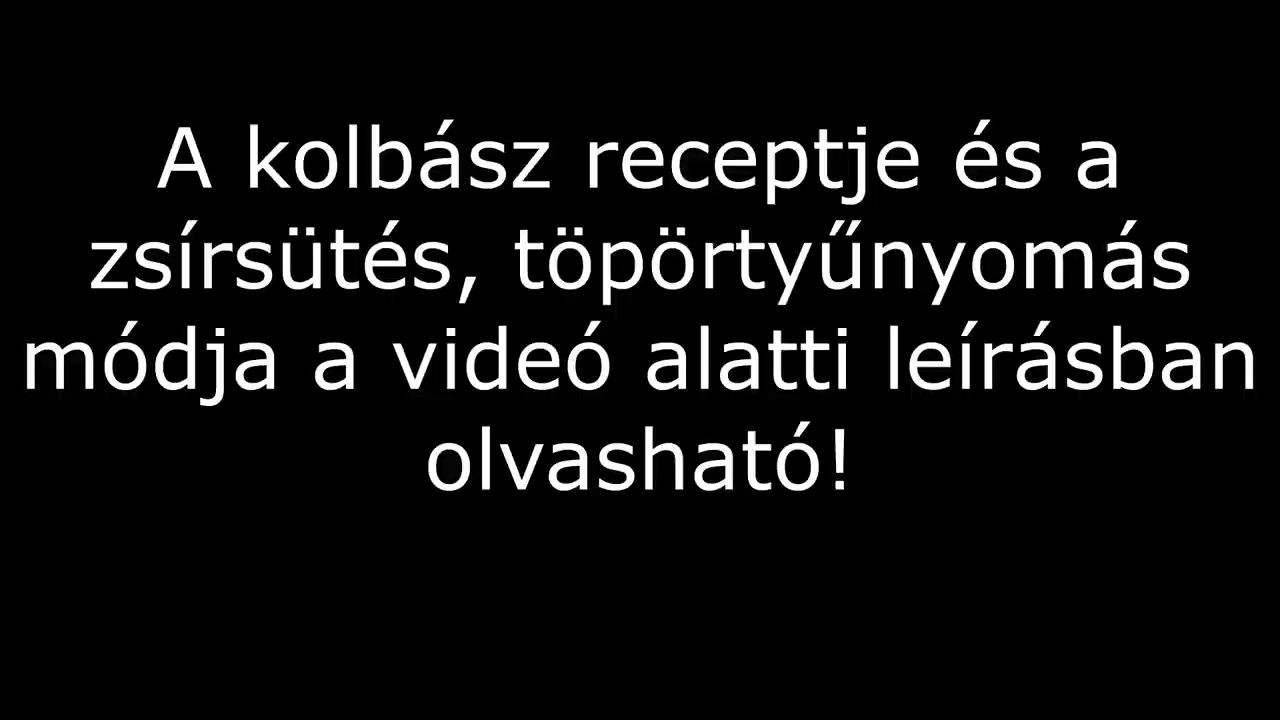 A kolbász receptje és a
zsírsütés, töpörtyűnyomás
módja a videó alatti leírásban
olvasható!